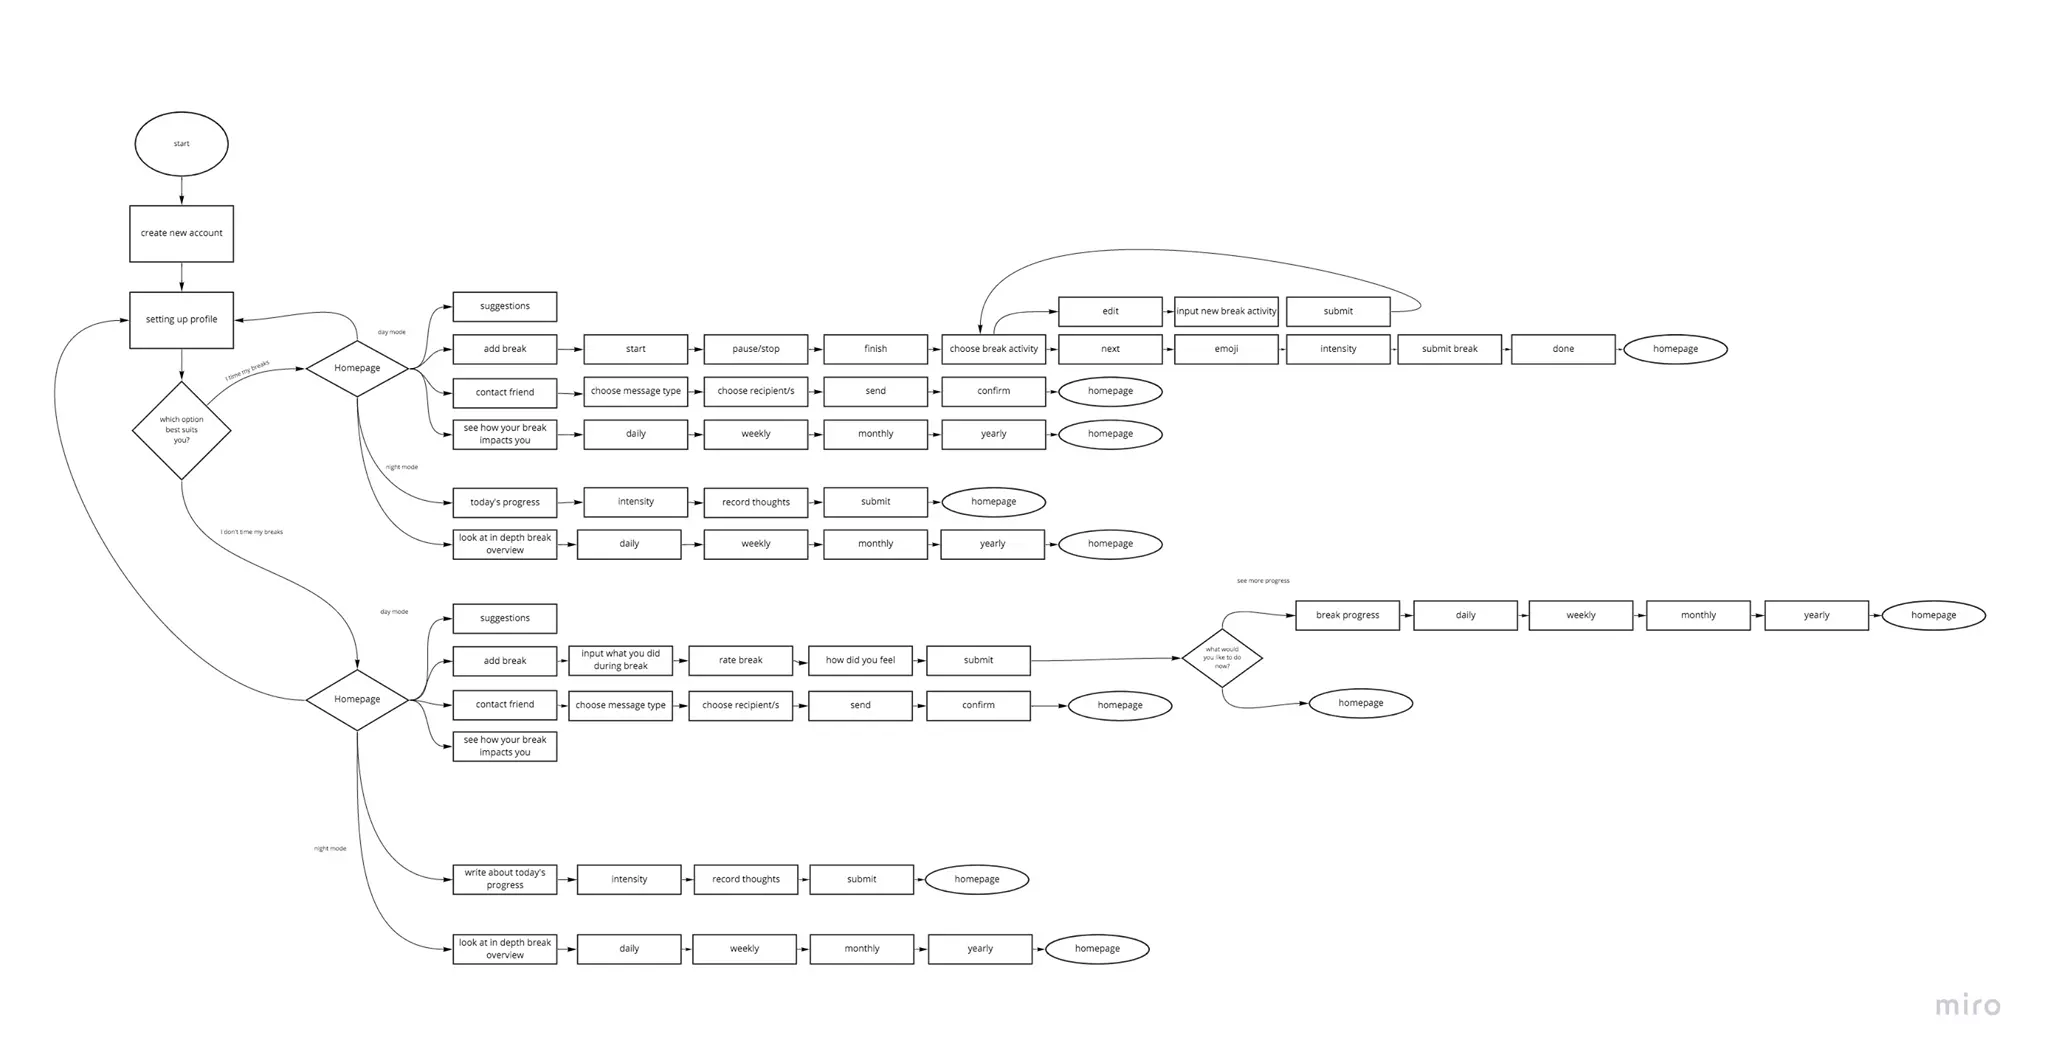 start
create new account
setting up profile
which option
best suits
you?
I time my breaks
I don't time my breaks
Homepage
day mode
suggestions
add break
start
pause/stop
finish
choose break activity
edit
input new break activity
submit
next
emoji
intensity
submit break
done
homepage
contact friend
choose message type
choose recipient/s
send
confirm
homepage
see how your break
impacts you
daily
weekly
monthly
yearly
homepage
night mode
today's progress
intensity
record thoughts
submit
homepage
look at in depth break
overview
daily
weekly
monthly
yearly
homepage
Homepage
day mode
suggestions
add break
input what you did
during break
rate break
how did you feel
submit
what would
you like to do
now?
see more progress
break progress
daily
weekly
monthly
yearly
homepage
homepage
contact friend
choose message type
choose recipient/s
send
confirm
homepage
see how your break
impacts you
night mode
write about today's
progress
intensity
record thoughts
submit
homepage
look at in depth break
overview
daily
weekly
monthly
yearly
homepage
miro